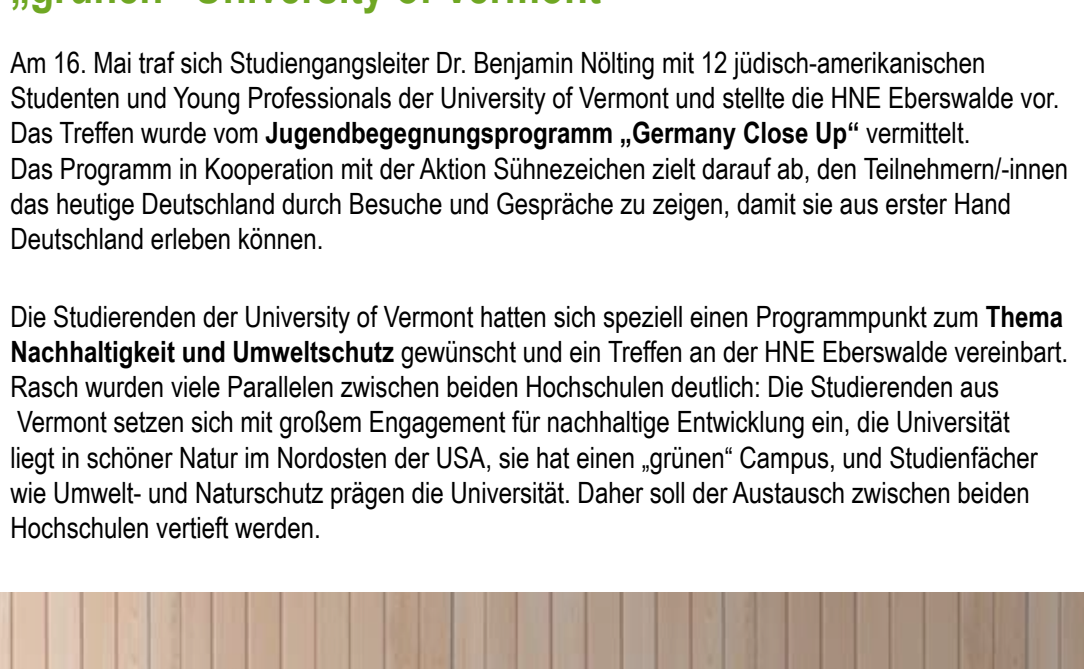 „grünen“ University of Vermont
Am 16. Mai traf sich Studiengangsleiter Dr. Benjamin Nölting mit 12 jüdisch-amerikanischen
Studenten und Young Professionals der University of Vermont und stellte die HNE Eberswalde vor.
Das Treffen wurde vom Jugendbegegnungsprogramm „Germany Close Up“ vermittelt.
Das Programm in Kooperation mit der Aktion Sühnezeichen zielt darauf ab, den Teilnehmern/-innen
das heutige Deutschland durch Besuche und Gespräche zu zeigen, damit sie aus erster Hand
Deutschland erleben können.
Die Studierenden der University of Vermont hatten sich speziell einen Programmpunkt zum Thema
Nachhaltigkeit und Umweltschutz gewünscht und ein Treffen an der HNE Eberswalde vereinbart.
Rasch wurden viele Parallelen zwischen beiden Hochschulen deutlich: Die Studierenden aus
Vermont setzen sich mit großem Engagement für nachhaltige Entwicklung ein, die Universität
liegt in schöner Natur im Nordosten der USA, sie hat einen „grünen“ Campus, und Studienfächer
wie Umwelt- und Naturschutz prägen die Universität. Daher soll der Austausch zwischen beiden
Hochschulen vertieft werden.